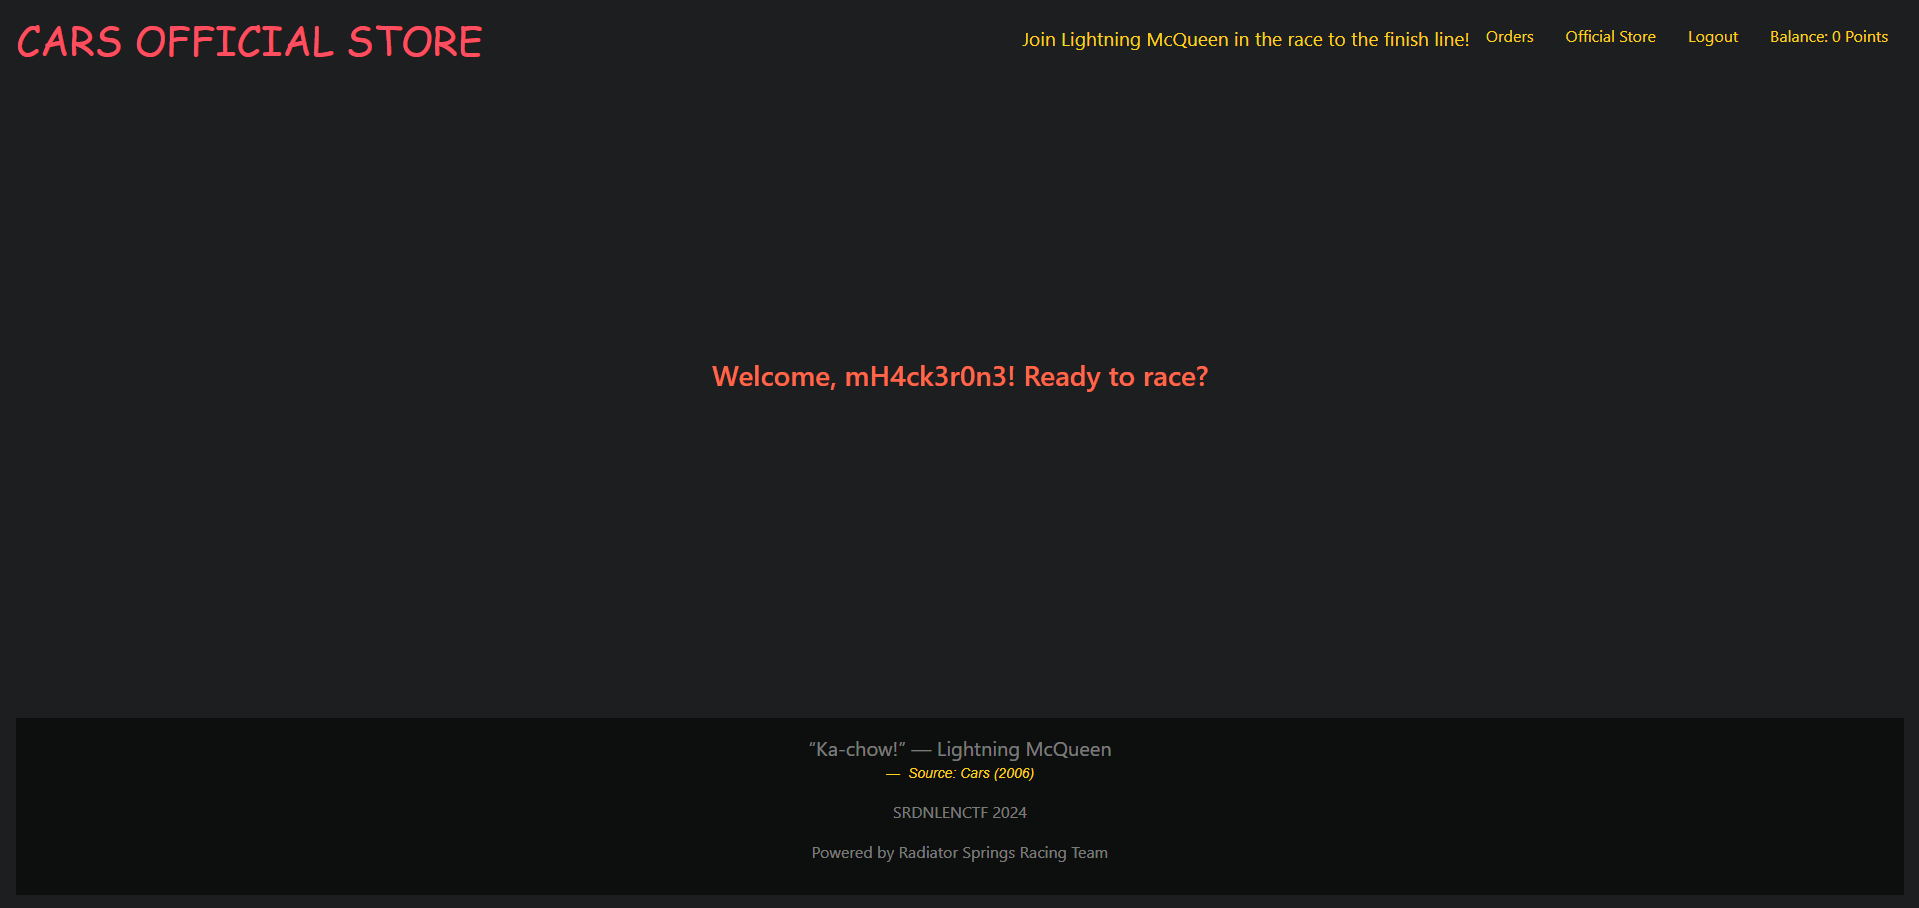 CARS OFFICIAL STORE
Join Lightning McQueen in the race to the finish line! Orders Official Store Logout Balance: 0 Points
Welcome, mH4ck3r0n3! Ready to race?
“Ka-chow!” — Lightning McQueen
— Source: Cars (2006)
SRDNLENCTF 2024
Powered by Radiator Springs Racing Team